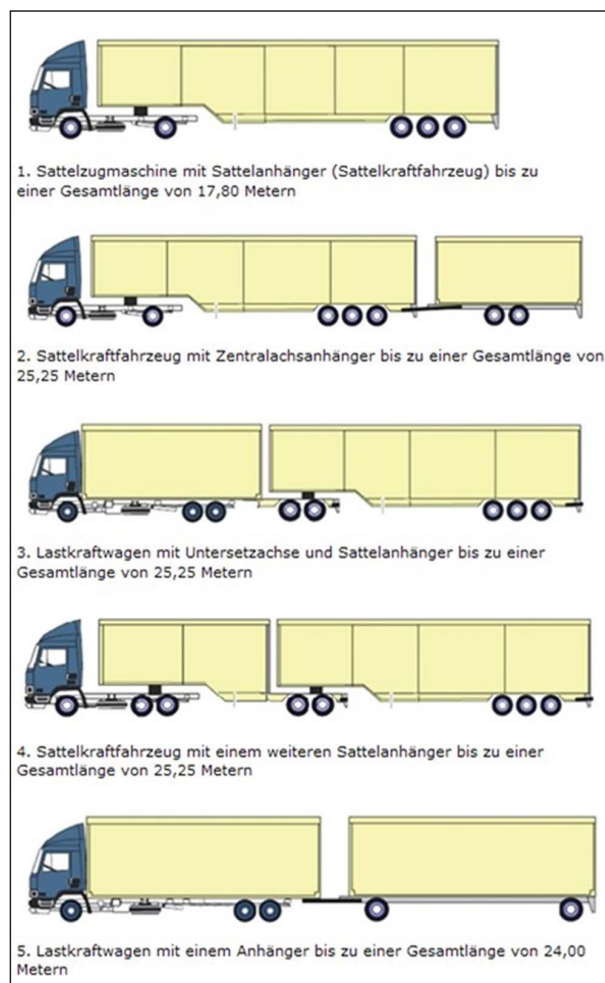 1. Sattelzugmaschine mit Sattelanhänger (Sattelkraftfahrzeug) bis zu
einer Gesamtlänge von 17,80 Metern
2. Sattelkraftfahrzeug mit Zentralachsanhänger bis zu einer Gesamtlänge von
25,25 Metern
3. Lastkraftwagen mit Untersetzachse und Sattelanhänger bis zu einer
Gesamtlänge von 25,25 Metern
4. Sattelkraftfahrzeug mit einem weiteren Sattelanhänger bis zu einer
Gesamtlänge von 25,25 Metern
5. Lastkraftwagen mit einem Anhänger bis zu einer Gesamtlänge von 24,00
Metern